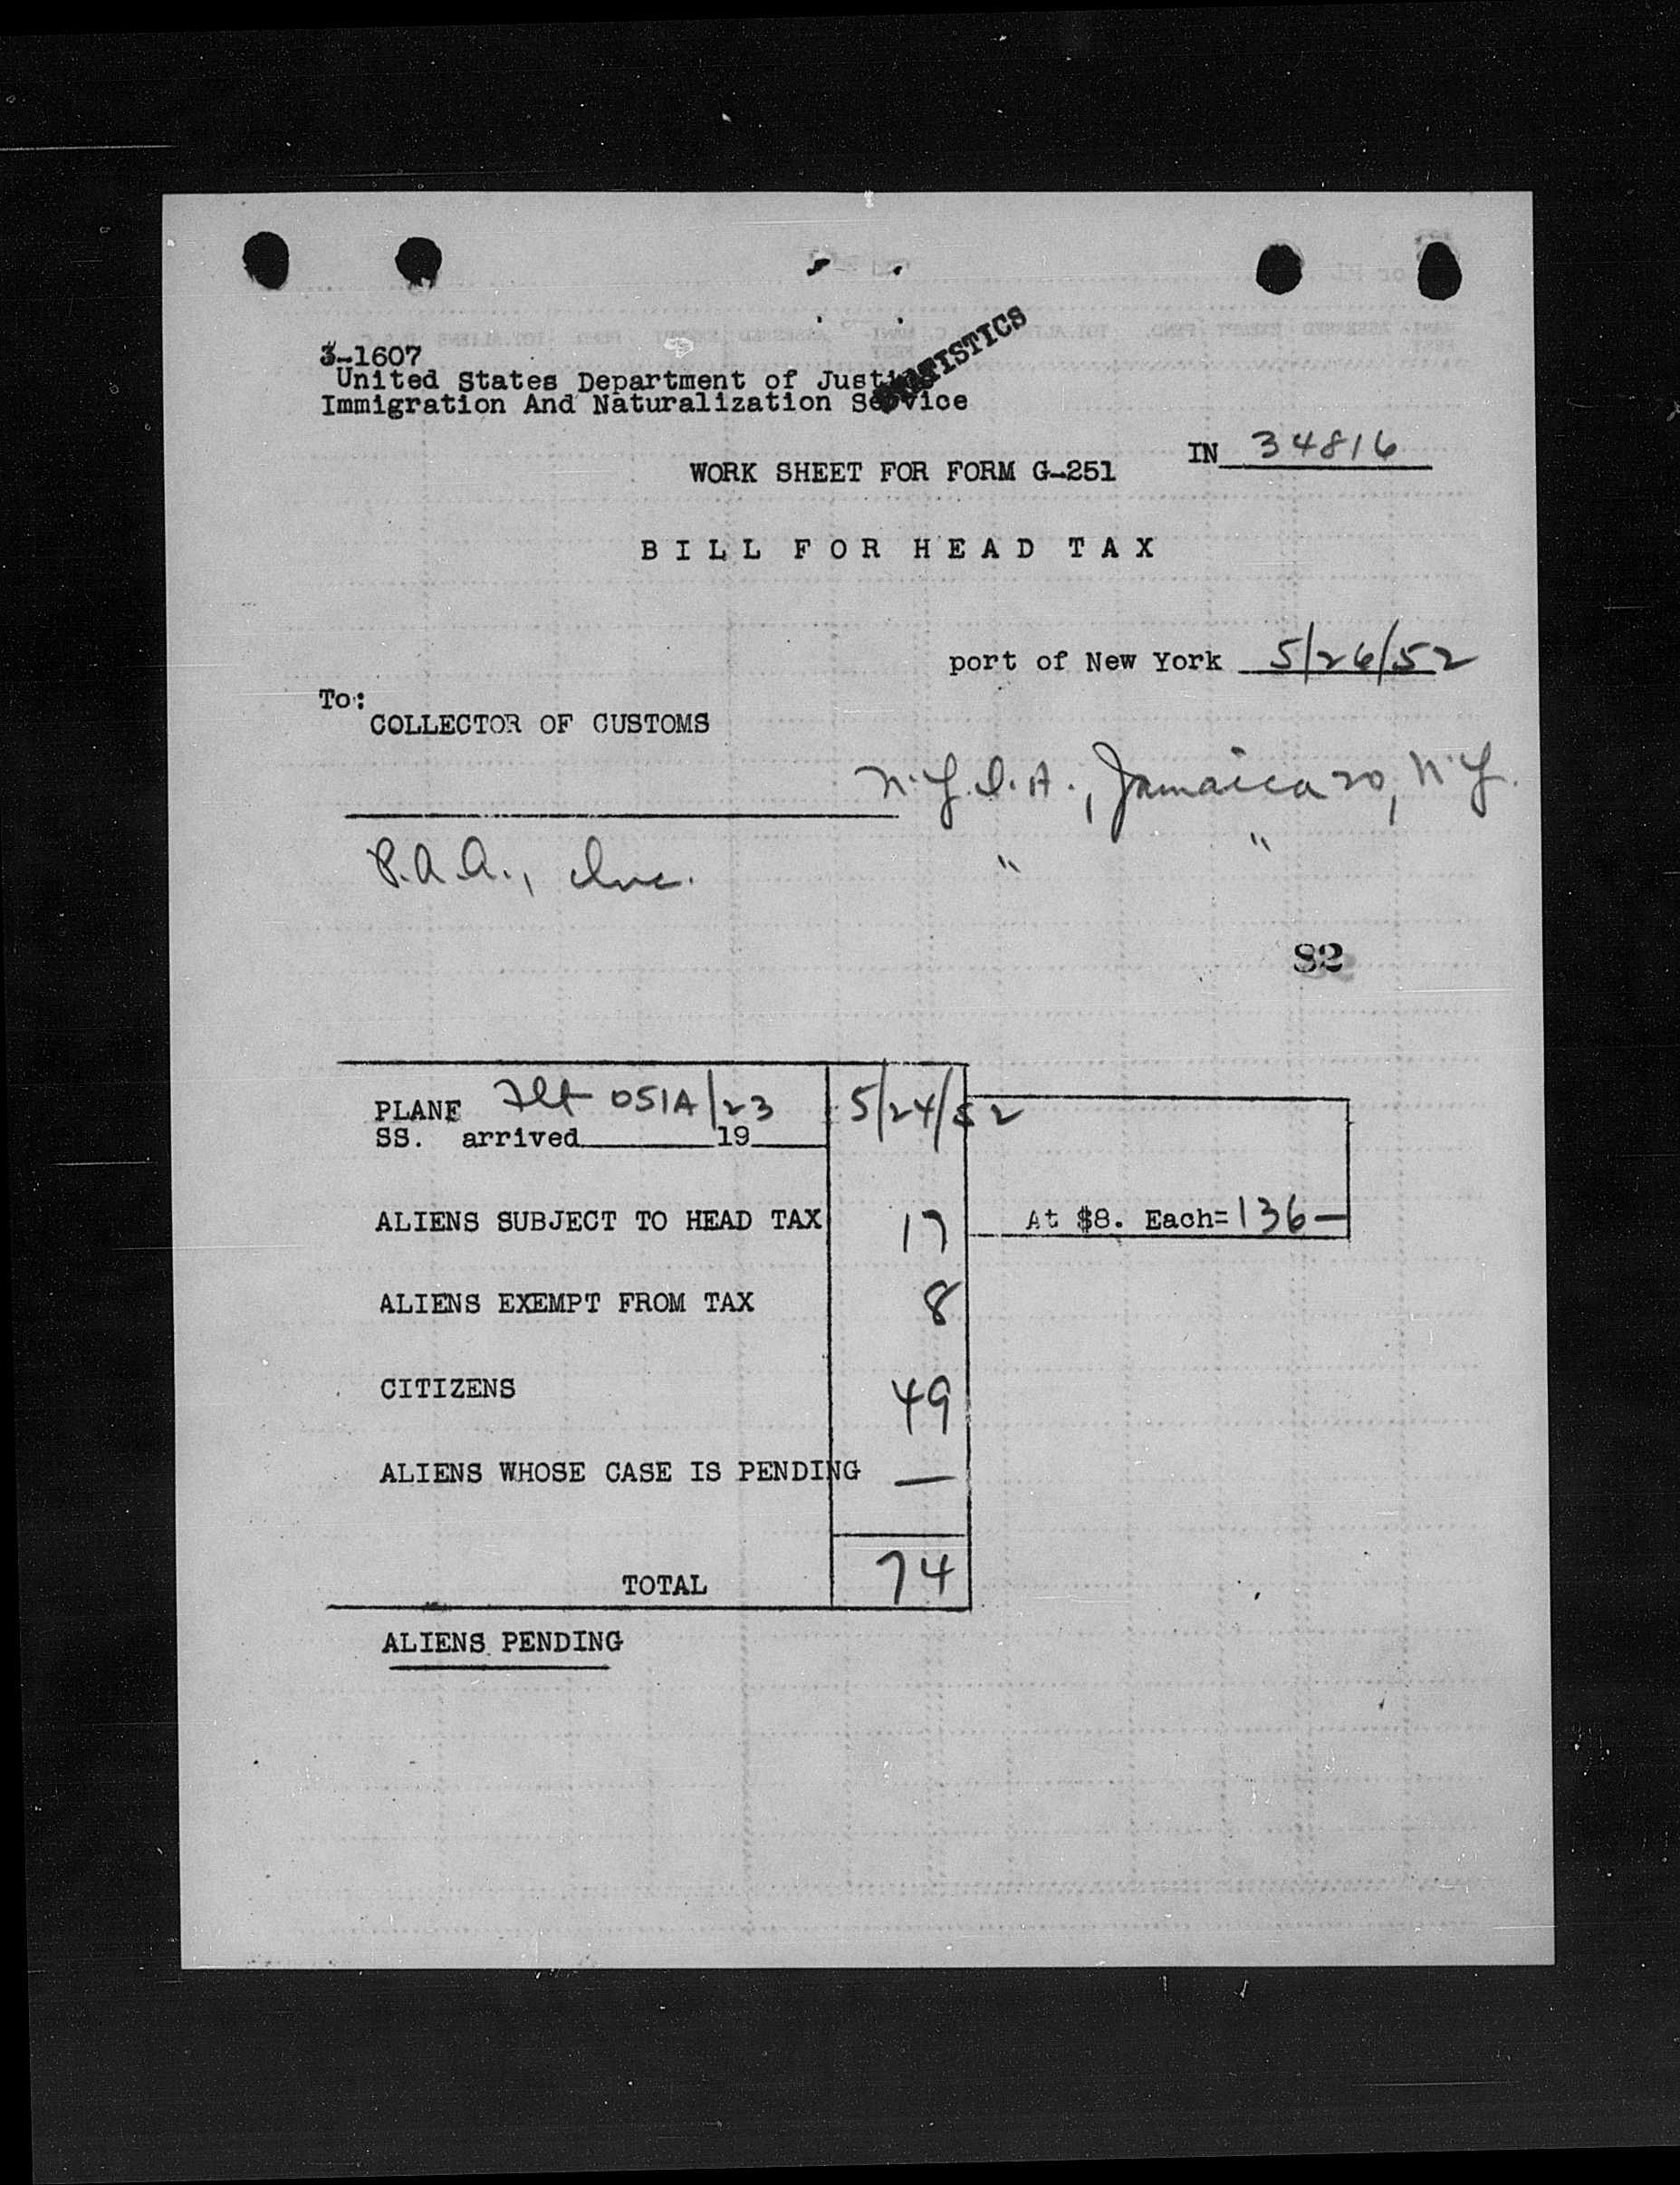 STATISTICS
3-1607
United States Department of Justice
Immigration And Naturalization Service
IN 34816
WORK SHEET FOR FORM G-251
BILL FOR HEAD TAX
port of New York 5/26/52
To:
COLLECTOR OF CUSTOMS
N.Y.I.A., Jamaica 20, N.Y.
P.A.A., Inc. " "
82
PLANE Flt 051A/23 5/24/52
SS. arrived 19
ALIENS SUBJECT TO HEAD TAX 17 At $8. Each= 136—
ALIENS EXEMPT FROM TAX 8
CITIZENS 49
ALIENS WHOSE CASE IS PENDING —
TOTAL 74
ALIENS PENDING